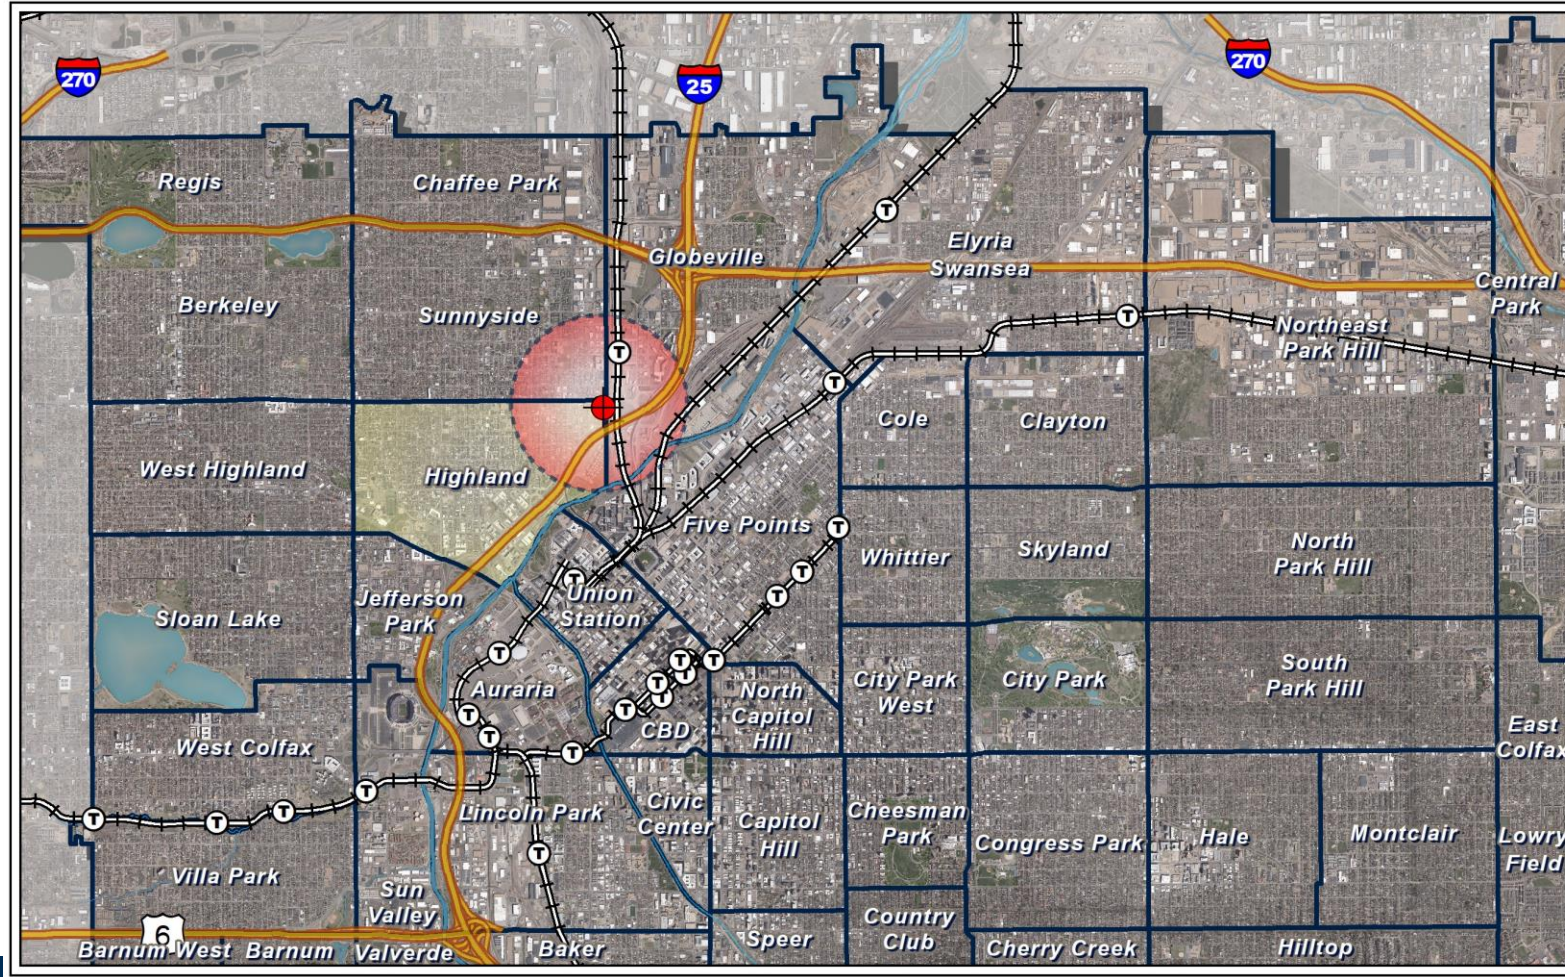 270
25
270
Regis
Chaffee Park
Globeville
Elyria
Swansea
Central
Park
Berkeley
Sunnyside
T
T
T
Northeast
Park Hill
T
Cole
Clayton
West Highland
Highland
Five Points
T
Whittier
Skyland
North
Park Hill
T
T
T
Union
Station
Jefferson
Park
Sloan Lake
T
T
T
T
T
T
T
Auraria
North
Capitol
Hill
City Park
West
City Park
South
Park Hill
T
T
T
CBD
West Colfax
East
Colfax
T
T
T
T
T
Lincoln Park
Civic
Center
Capitol
Hill
Cheesman
Park
Congress Park
Hale
Montclair
Lowry
Field
T
Villa Park
Sun
Valley
6
Barnum West
Barnum
Valverde
Baker
Speer
Country
Club
Cherry Creek
Hilltop